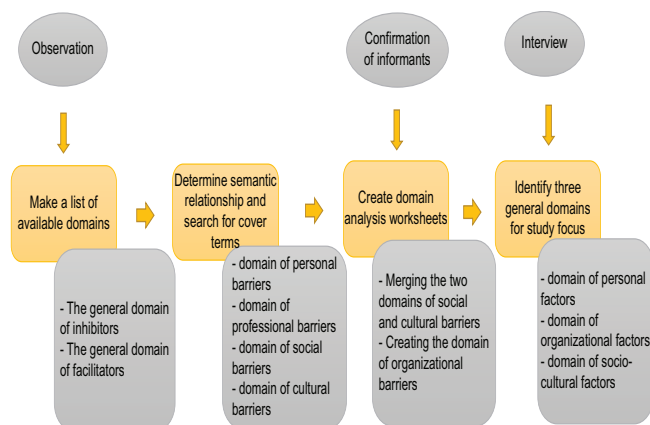 Observation
Confirmation
of informants
Interview
Make a list of
available domains
Determine semantic
relationship and
search for cover
terms
Create domain
analysis worksheets
Identify three
general domains
for study focus
- The general domain
of inhibitors
- The general domain
of facilitators
- domain of personal
barriers
- domain of
professional barriers
- domain of social
barriers
- domain of cultural
barriers
- Merging the two
domains of social
and cultural barriers
- Creating the domain
of organizational
barriers
- domain of personal
factors
- domain of
organizational factors
- domain of socio-
cultural factors